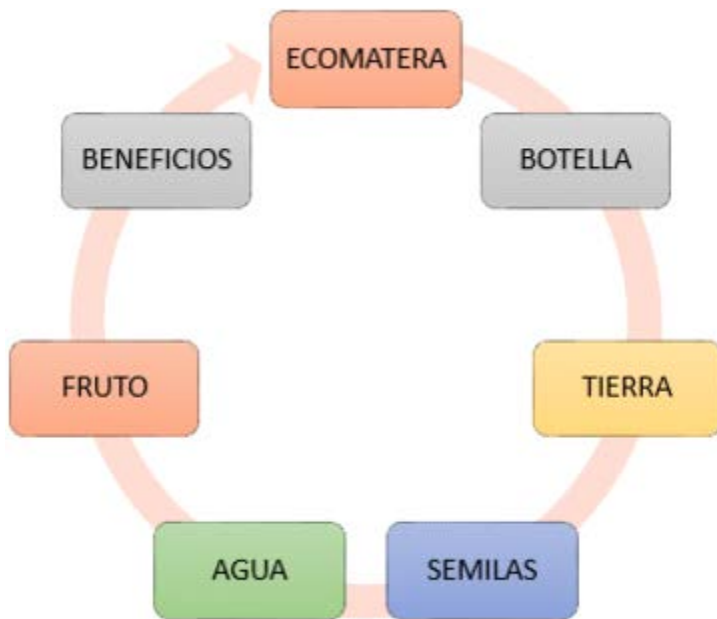 ECOMATERA
BOTELLA
TIERRA
SEMILAS
AGUA
FRUTO
BENEFICIOS